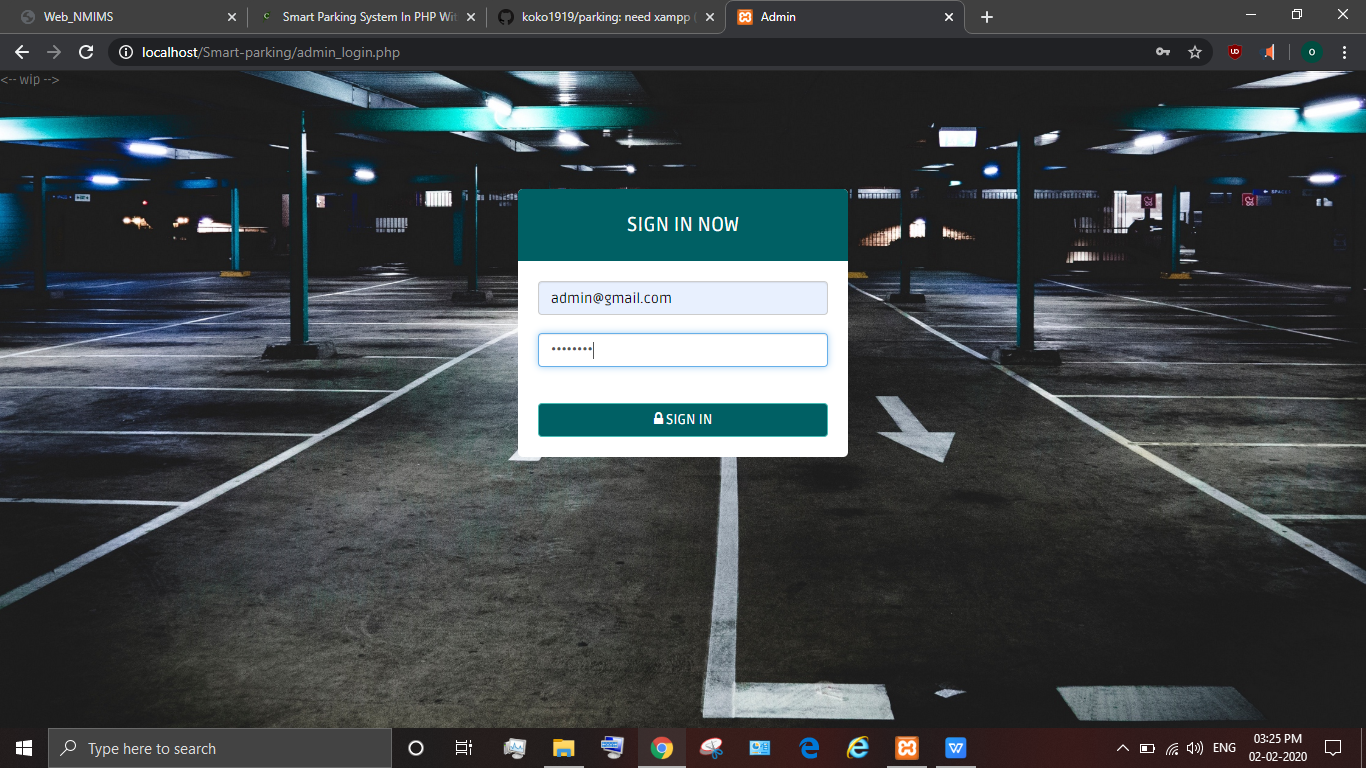 Web_NMIMS
Smart Parking System In PHP Wit
koko1919/parking: need xampp (
Admin
localhost/Smart-parking/admin_login.php
<-- wip -->
SIGN IN NOW
admin@gmail.com
••••••••
SIGN IN
Type here to search
ENG
03:25 PM
02-02-2020